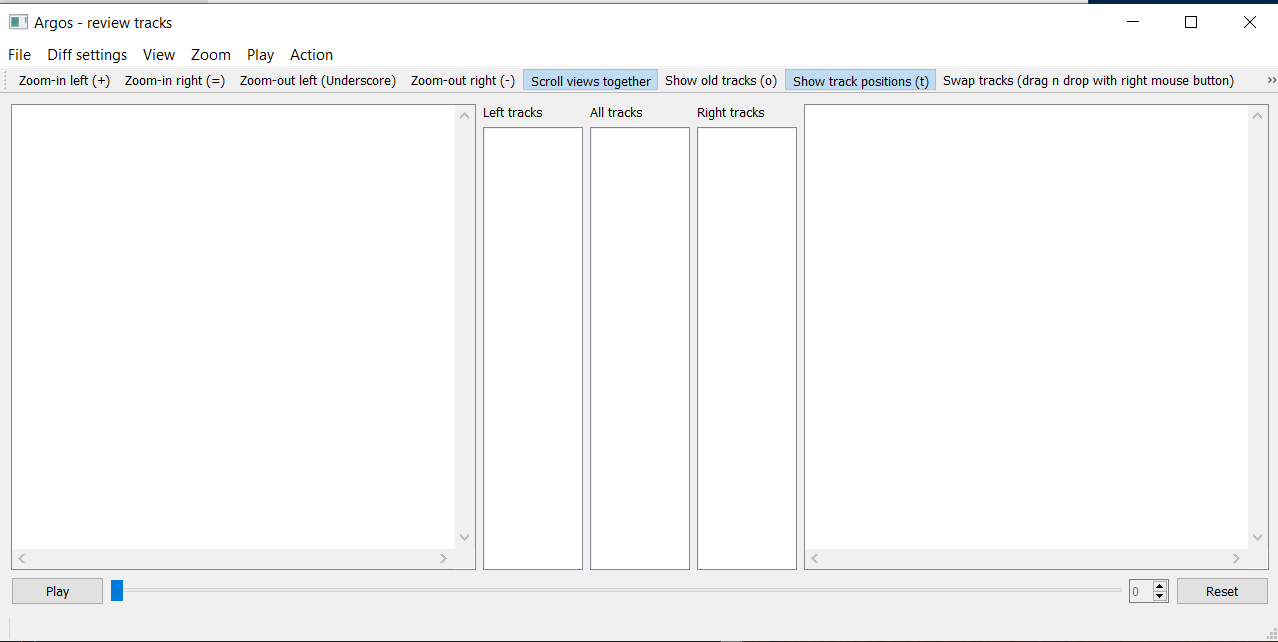 Argos - review tracks
File Diff settings View Zoom Play Action
Zoom-in left (+) Zoom-in right (=) Zoom-out left (Underscore) Zoom-out right (-) Scroll views together Show old tracks (o) Show track positions (t) Swap tracks (drag n drop with right mouse button) »
Left tracks All tracks Right tracks
Play 0 Reset